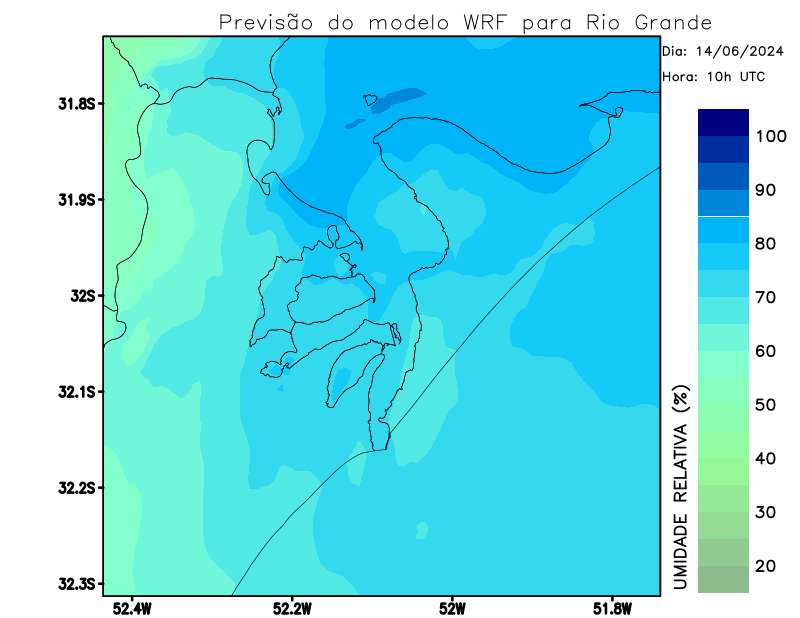 Previsão do modelo WRF para Rio Grande
Dia: 14/06/2024
Hora: 10h UTC
31.8S
31.9S
32S
32.1S
32.2S
32.3S
52.4W
52.2W
52W
51.8W
100
90
80
70
60
50
40
30
20
UMIDADE RELATIVA (%)